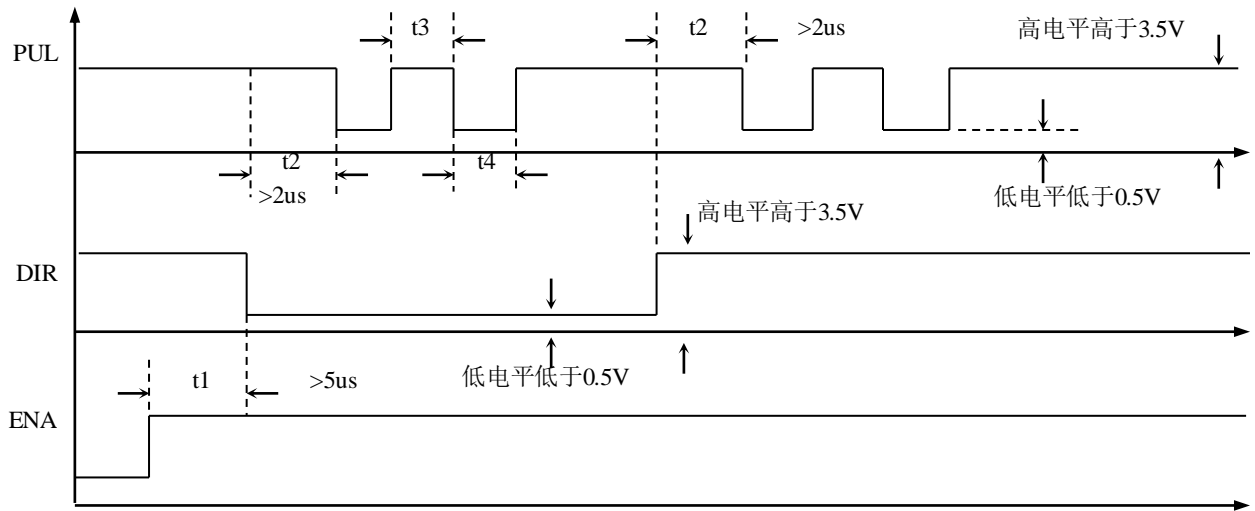 t3
t2
>2us
高电平高于3.5V
PUL
t2
t4
>2us
低电平低于0.5V
高电平高于3.5V
DIR
t1
>5us
低电平低于0.5V
ENA